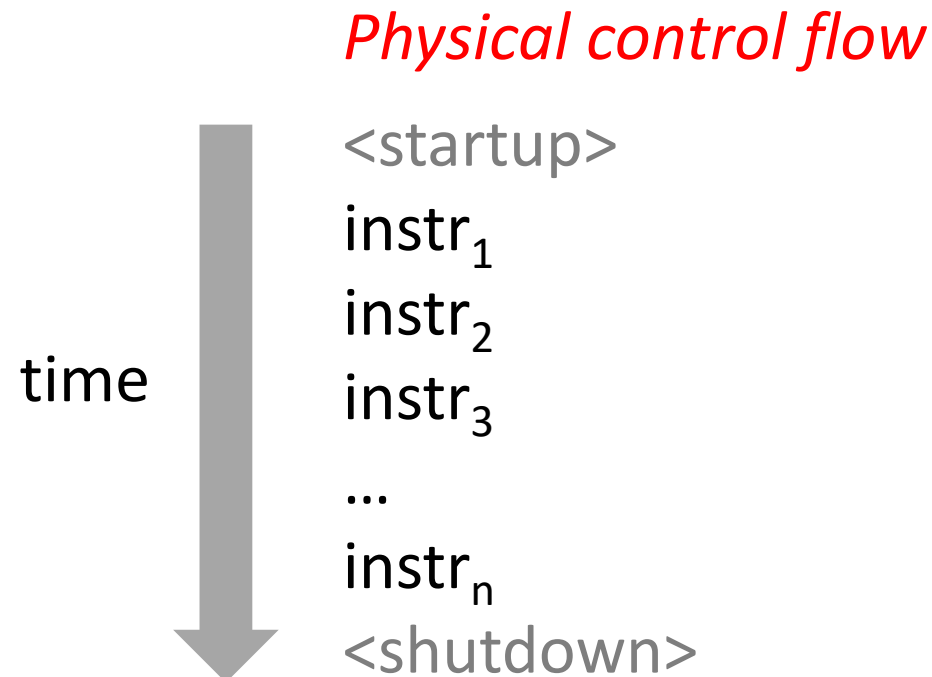 Physical control flow
<startup>
instr₁
instr₂
time
instr₃
…
instrₙ
<shutdown>